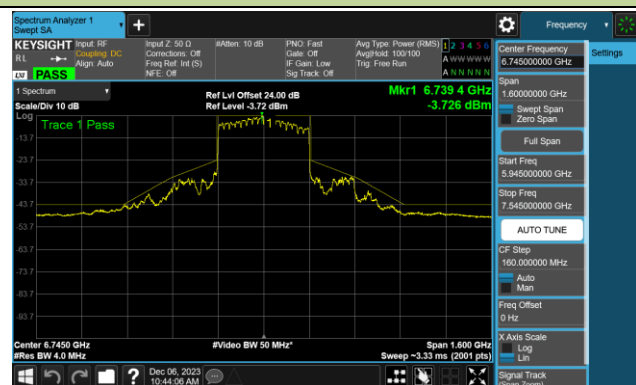 Spectrum Analyzer 1
Swept SA
+
Frequency
KEYSIGHT
RL
LXI PASS
Input: RF
Coupling: DC
Align: Auto
Input Z: 50 Ω
Corrections: Off
Freq Ref: Int (S)
NFE: Off
#Atten: 10 dB
PNO: Fast
Gate: Off
IF Gain: Low
Sig Track: Off
Avg Type: Power (RMS)
Avg|Hold: 100/100
Trig: Free Run
1 2 3 4 5 6
A W W W W W
A N N N N N
Center Frequency
6.745000000 GHz
Settings
Span
1.60000000 GHz
Swept Span
Zero Span
Full Span
Start Freq
5.945000000 GHz
Stop Freq
7.545000000 GHz
AUTO TUNE
CF Step
160.000000 MHz
Auto
Man
Freq Offset
0 Hz
X Axis Scale
Log
Lin
Signal Track
(Span Zoom)
1 Spectrum
Scale/Div 10 dB
Ref Lvl Offset 24.00 dB
Ref Level -3.72 dBm
Mkr1 6.739 4 GHz
-3.726 dBm
Log
Trace 1 Pass
1
-13.7
-23.7
-33.7
-43.7
-53.7
-63.7
-73.7
-83.7
-93.7
Center 6.7450 GHz
#Res BW 4.0 MHz
#Video BW 50 MHz*
Span 1.600 GHz
Sweep ~3.33 ms (2001 pts)
?
Dec 06, 2023
10:44:06 AM